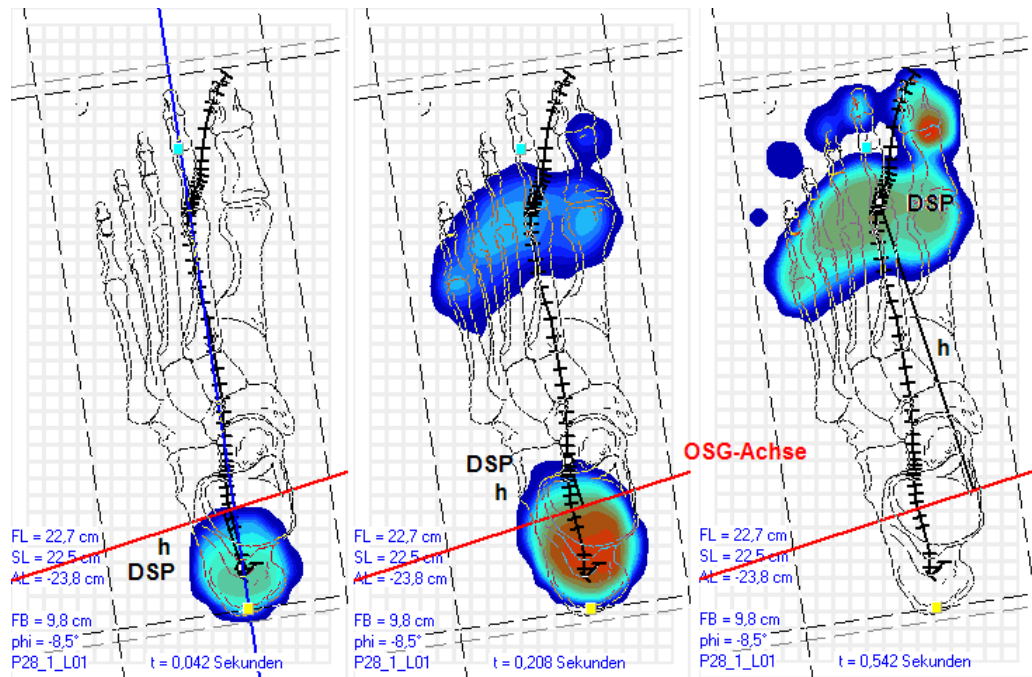 h
DSP
FL = 22,7 cm
SL = 22,5 cm
AL = -23,8 cm
FB = 9,8 cm
phi = -8,5°
P28_1_L01
t = 0,042 Sekunden
DSP
h
FL = 22,7 cm
SL = 22,5 cm
AL = -23,8 cm
FB = 9,8 cm
phi = -8,5°
P28_1_L01
t = 0,208 Sekunden
OSG-Achse
DSP
h
FL = 22,7 cm
SL = 22,5 cm
AL = -23,8 cm
FB = 9,8 cm
phi = -8,5°
P28_1_L01
t = 0,542 Sekunden